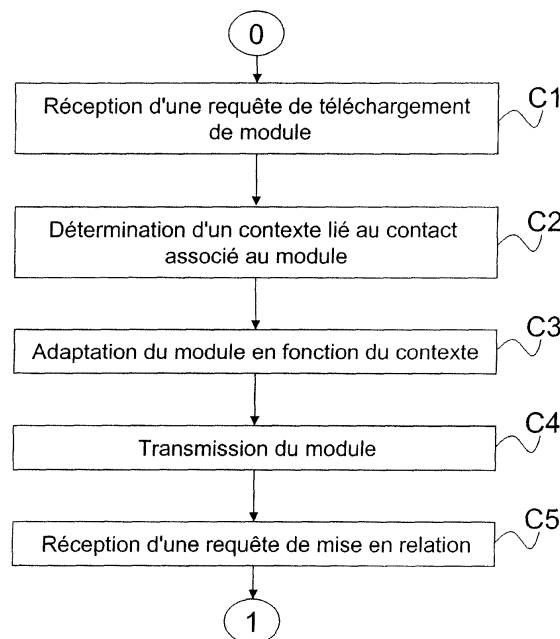 0
Réception d'une requête de téléchargement
de module
C1
Détermination d'un contexte lié au contact
associé au module
C2
Adaptation du module en fonction du contexte
C3
Transmission du module
C4
Réception d'une requête de mise en relation
C5
1